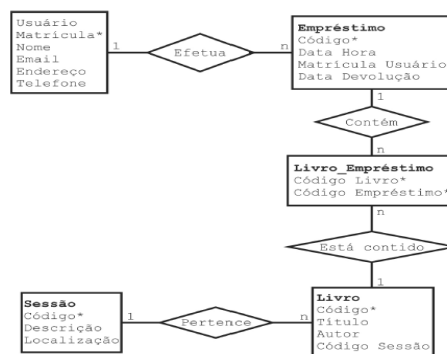 Usuário
Matrícula*
Nome
Email
Endereço
Telefone
1
Efetua
n
Empréstimo
Código*
Data Hora
Matrícula Usuário
Data Devolução
1
Contém
n
Livro_Empréstimo
Código Livro*
Código Empréstimo*
n
Está contido
1
Sessão
Código*
Descrição
Localização
1
Pertence
n
Livro
Código*
Título
Autor
Código Sessão